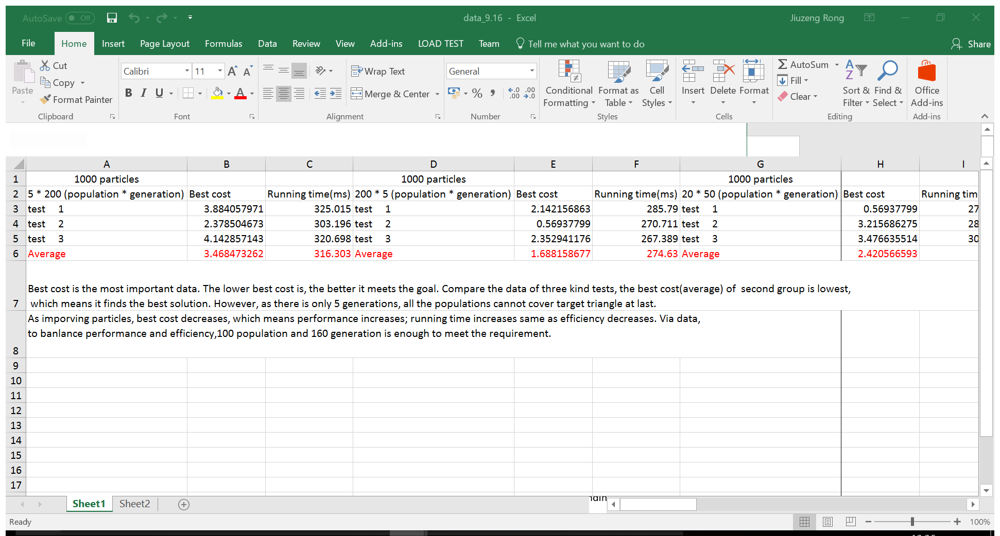 AutoSave Off data_9.16 - Excel Jiuzeng Rong
File Home Insert Page Layout Formulas Data Review View Add-ins LOAD TEST Team Tell me what you want to do Share
Paste Cut Copy Format Painter Clipboard
Calibri 11 B I U Font
Wrap Text Merge & Center Alignment
General % Number
Conditional Formatting Format as Table Cell Styles Styles
Insert Delete Format Cells
AutoSum Fill Clear Sort & Filter Find & Select Editing
Office Add-ins Add-ins
A B C D E F G H I
1 1000 particles 1000 particles 1000 particles
2 5 * 200 (population * generation) Best cost Running time(ms) 200 * 5 (population * generation) Best cost Running time(ms) 20 * 50 (population * generation) Best cost Running tim
3 test 1 3.884057971 325.015 test 1 2.142156863 285.79 test 1 0.56937799 27
4 test 2 2.378504673 303.196 test 2 0.56937799 270.711 test 2 3.215686275 28
5 test 3 4.142857143 320.698 test 3 2.352941176 267.389 test 3 3.476635514 30
6 Average 3.468473262 316.303 Average 1.688158677 274.63 Average 2.420566593
Best cost is the most important data. The lower best cost is, the better it meets the goal. Compare the data of three kind tests, the best cost(average) of second group is lowest,
7 which means it finds the best solution. However, as there is only 5 generations, all the populations cannot cover target triangle at last.
As imporving particles, best cost decreases, which means performance increases; running time increases same as efficiency decreases. Via data,
to banlance performance and efficiency,100 population and 160 generation is enough to meet the requirement.
8
9
10
11
12
13
14
15
16
17
Sheet1 Sheet2
Ready 100%